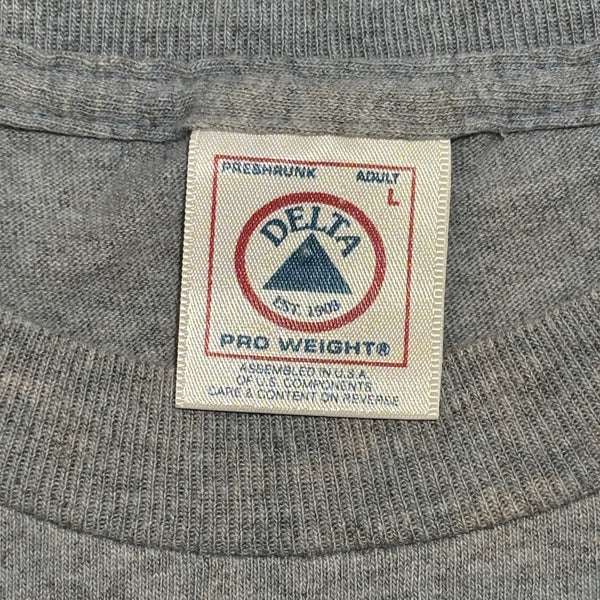 PRESHRUNK ADULT
L
DELTA
EST. 1903
PRO WEIGHT®
ASSEMBLED IN U.S.A.
OF U.S. COMPONENTS
CARE & CONTENT ON REVERSE